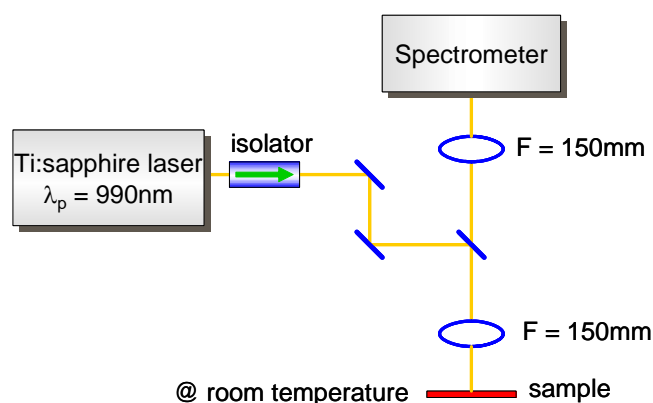 Spectrometer
isolator
F = 150mm
Ti:sapphire laser
λp = 990nm
F = 150mm
@ room temperature
sample